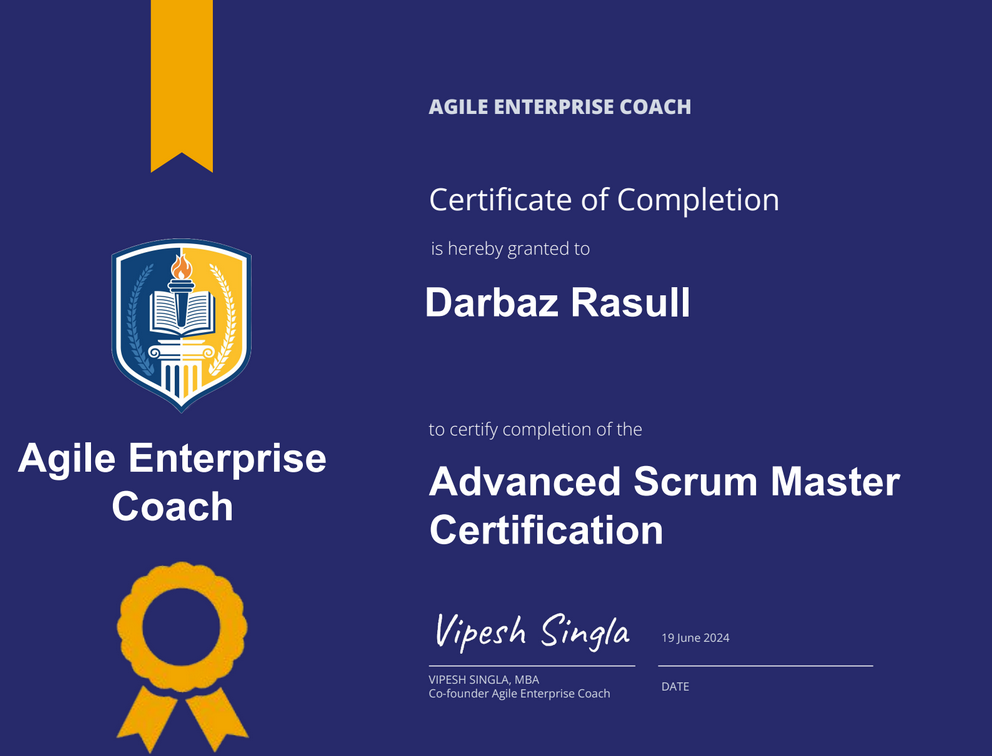 AGILE ENTERPRISE COACH
Certificate of Completion
is hereby granted to
Darbaz Rasull
Agile Enterprise
Coach
to certify completion of the
Advanced Scrum Master
Certification
Vipesh Singla
19 June 2024
VIPESH SINGLA, MBA
Co-founder Agile Enterprise Coach
DATE